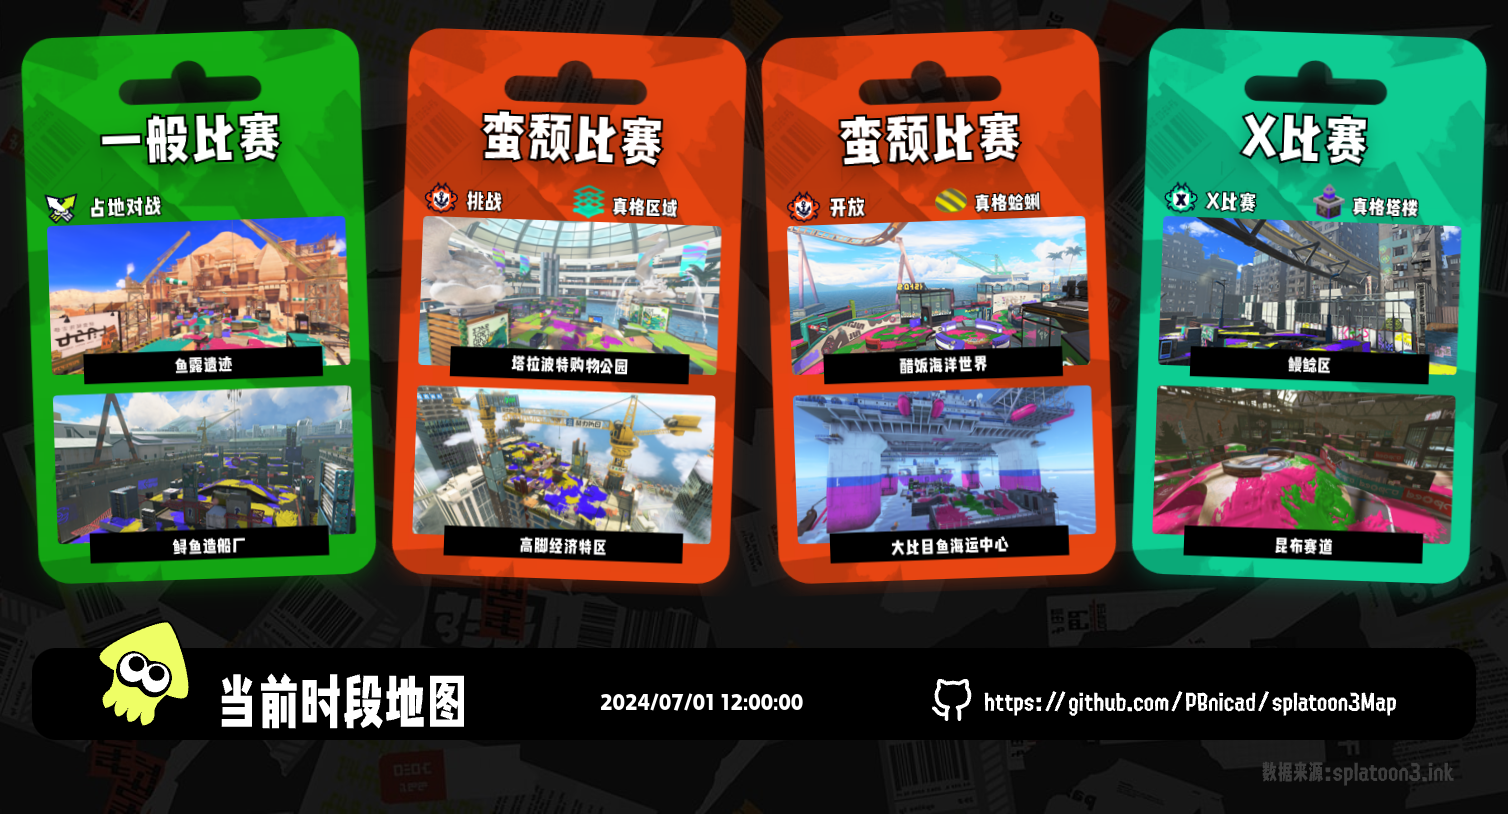 一般比赛
占地对战
鱼露遗迹
鲟鱼造船厂
蛮颓比赛
挑战
真格区域
塔拉波特购物公园
高脚经济特区
蛮颓比赛
开放
真格蛤蜊
醋饭海洋世界
大比目鱼海运中心
X比赛
X比赛
真格塔楼
鳗鲶区
昆布赛道
当前时段地图
2024/07/01 12:00:00
https://github.com/PBnicad/splatoon3Map
数据来源:splatoon3.ink